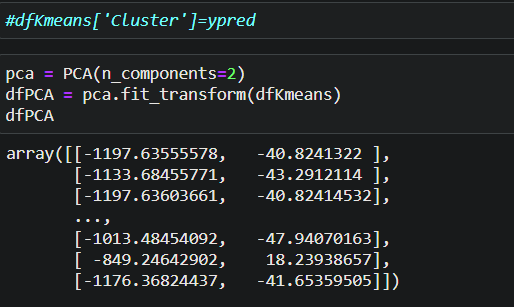 #dfKmeans['Cluster']=ypred
pca = PCA(n_components=2)
dfPCA = pca.fit_transform(dfKmeans)
dfPCA
array([[-1197.63555578,   -40.8241322 ],
       [-1133.68455771,   -43.2912114 ],
       [-1197.63603661,   -40.82414532],
       ...,
       [-1013.48454092,   -47.94070163],
       [ -849.24642902,    18.23938657],
       [-1176.36824437,   -41.65359505]])